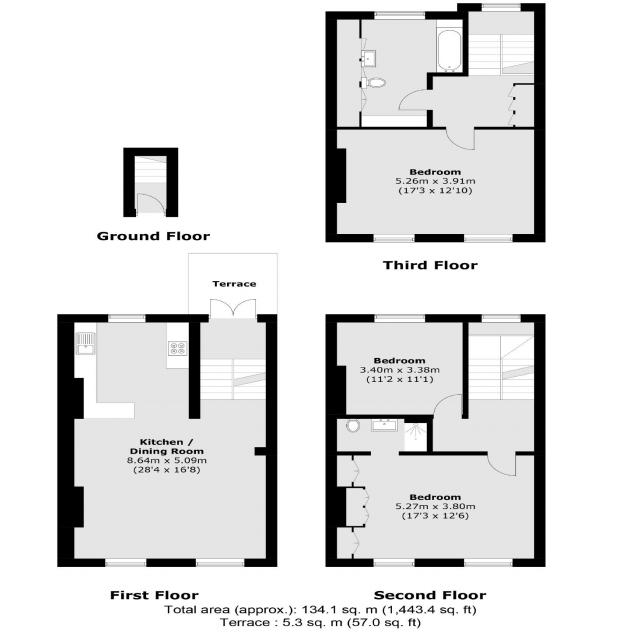 Bedroom
5.26m x 3.91m
(17'3 x 12'10)
Ground Floor
Third Floor
Terrace
Bedroom
3.40m x 3.38m
(11'2 x 11'1)
Kitchen /
Dining Room
8.64m x 5.09m
(28'4 x 16'8)
Bedroom
5.27m x 3.80m
(17'3 x 12'6)
First Floor
Second Floor
Total area (approx.): 134.1 sq. m (1,443.4 sq. ft)
Terrace : 5.3 sq. m (57.0 sq. ft)